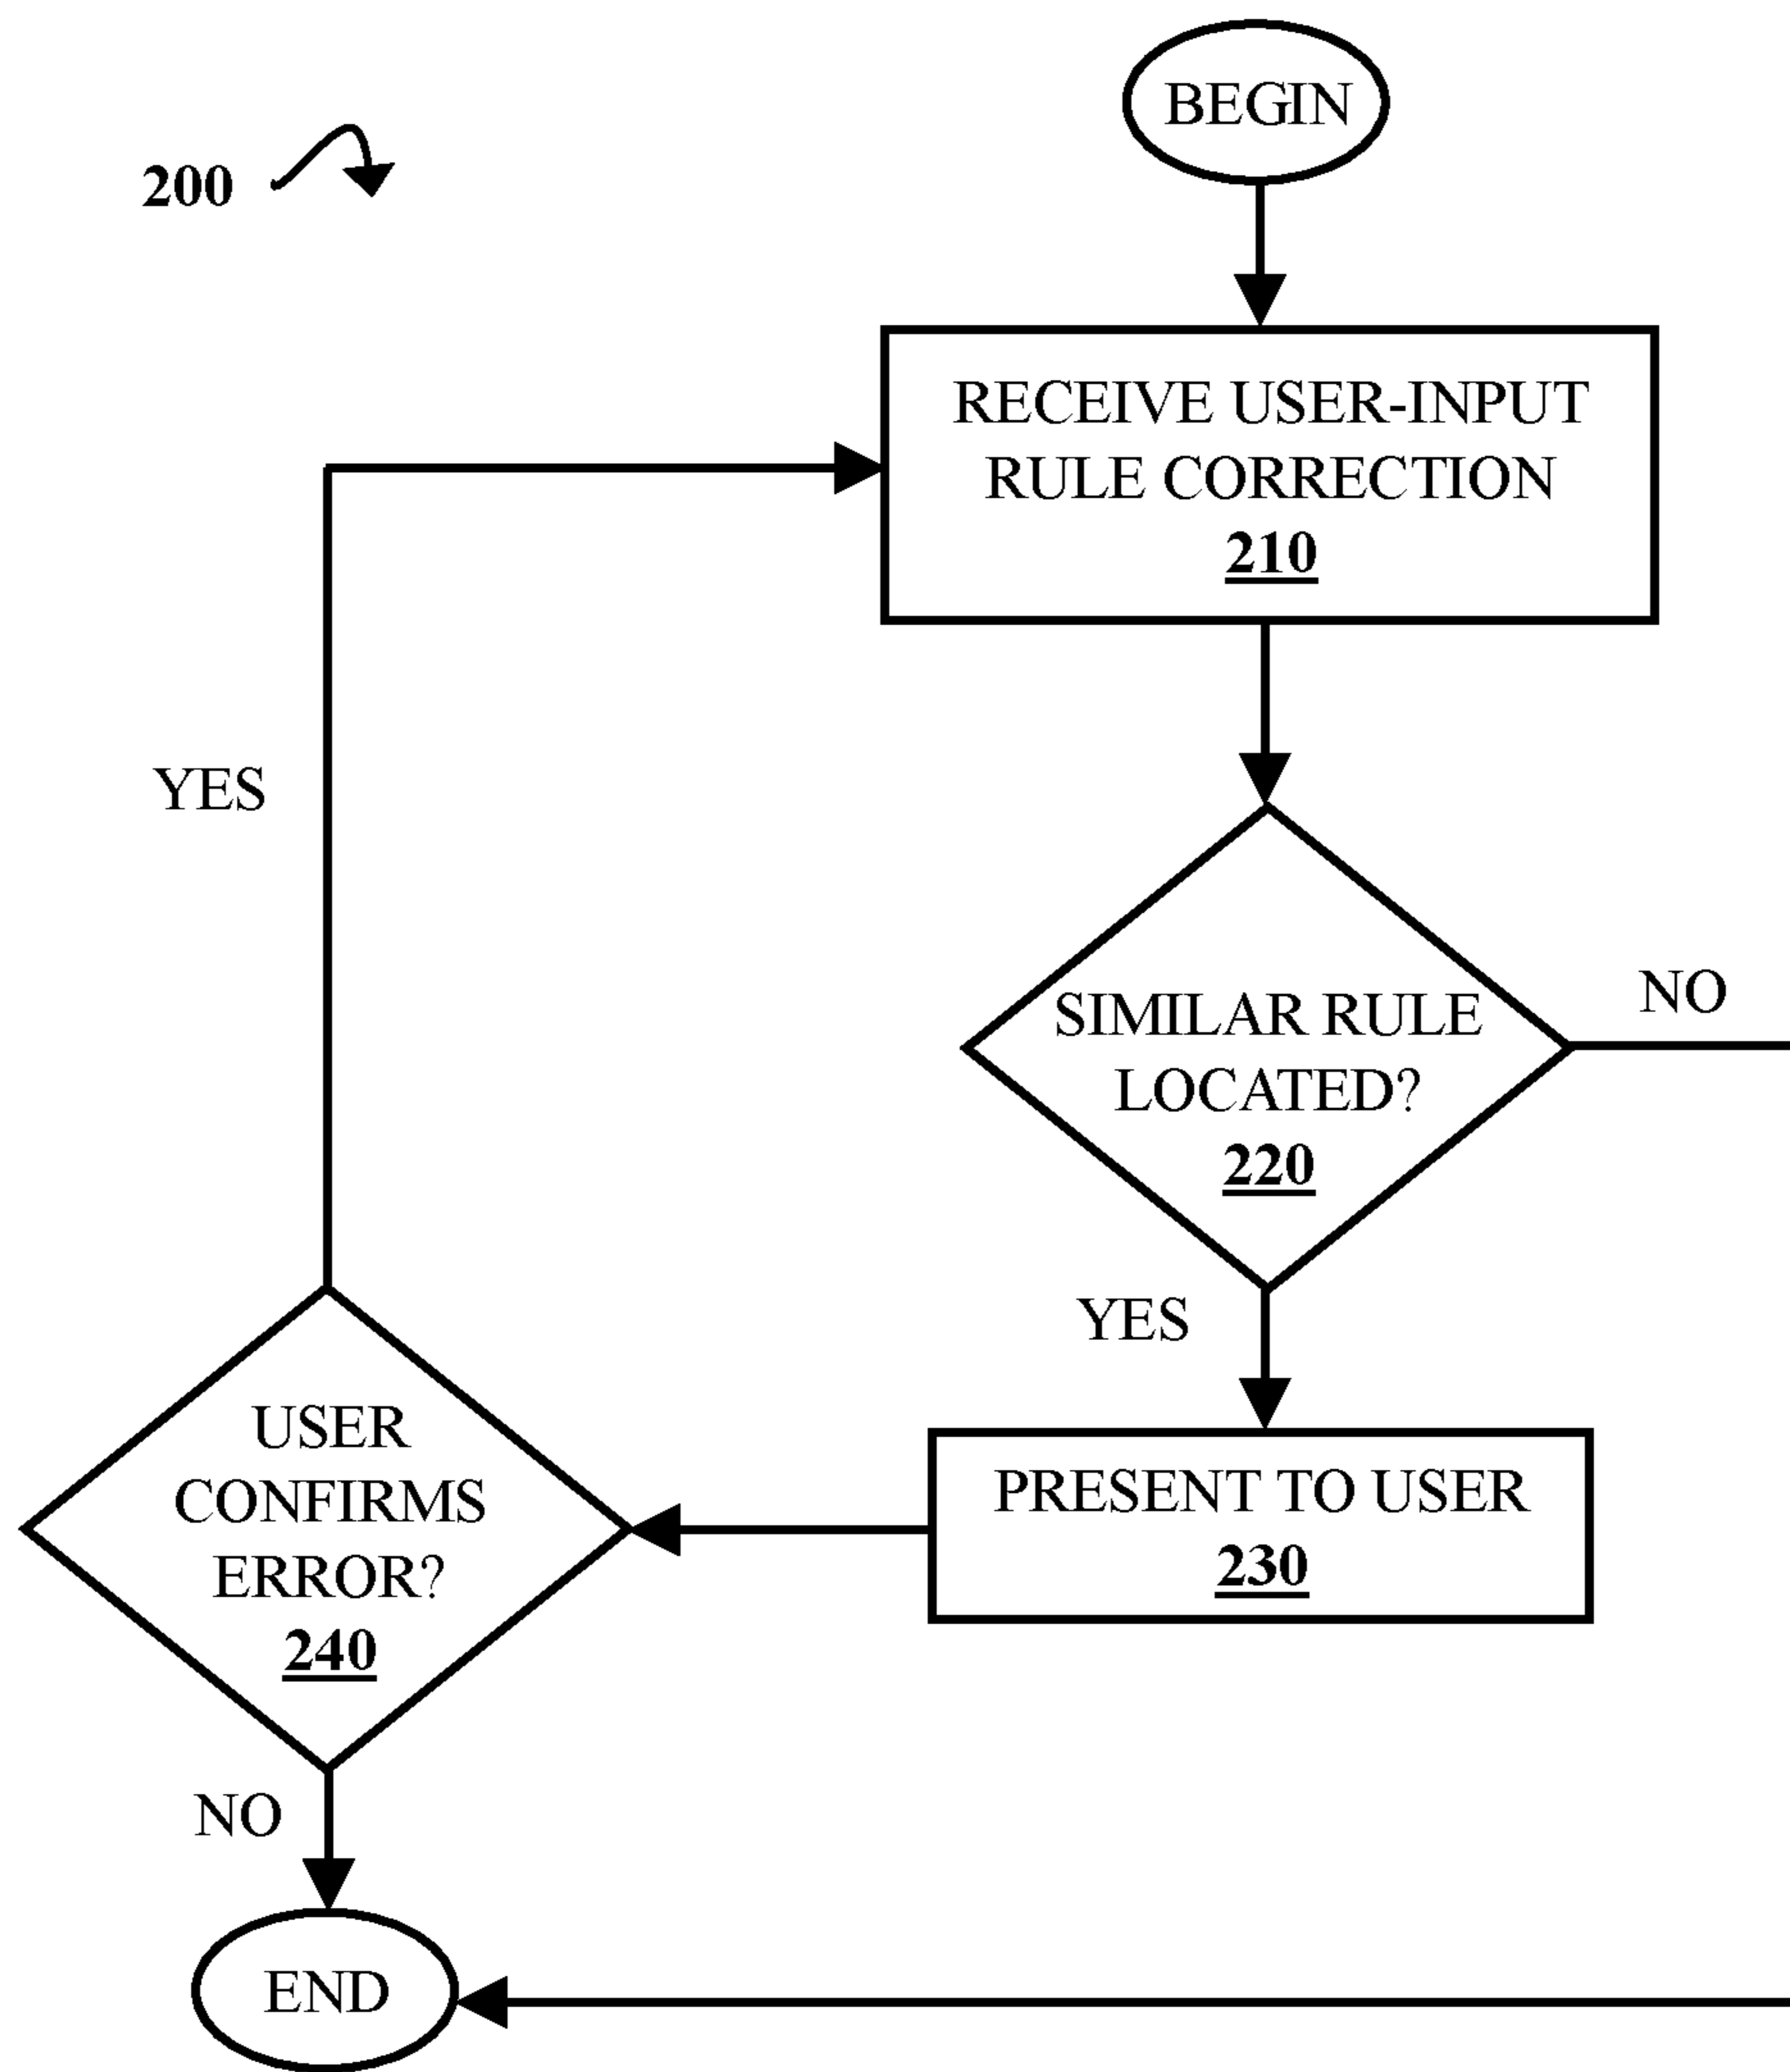 BEGIN
200
RECEIVE USER-INPUT
RULE CORRECTION
210
YES
SIMILAR RULE
LOCATED?
220
NO
YES
PRESENT TO USER
230
USER
CONFIRMS
ERROR?
240
NO
END